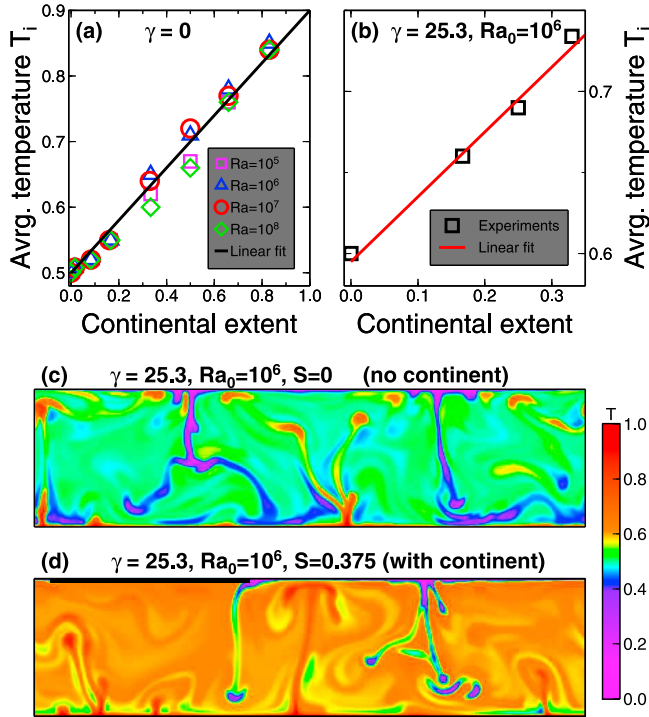 (a) γ = 0
Avrg. temperature Tᵢ
0.9
0.8
0.7
0.6
0.5
0.0 0.2 0.4 0.6 0.8 1.0
Continental extent
Ra=10⁵
Ra=10⁶
Ra=10⁷
Ra=10⁸
Linear fit
(b) γ = 25.3, Ra₀=10⁶
0.7
0.6
Avrg. temperature Tᵢ
0 0.1 0.2 0.3
Continental extent
Experiments
Linear fit
(c) γ = 25.3, Ra₀=10⁶, S=0 (no continent)
(d) γ = 25.3, Ra₀=10⁶, S=0.375 (with continent)
T
1.0
0.8
0.6
0.4
0.2
0.0